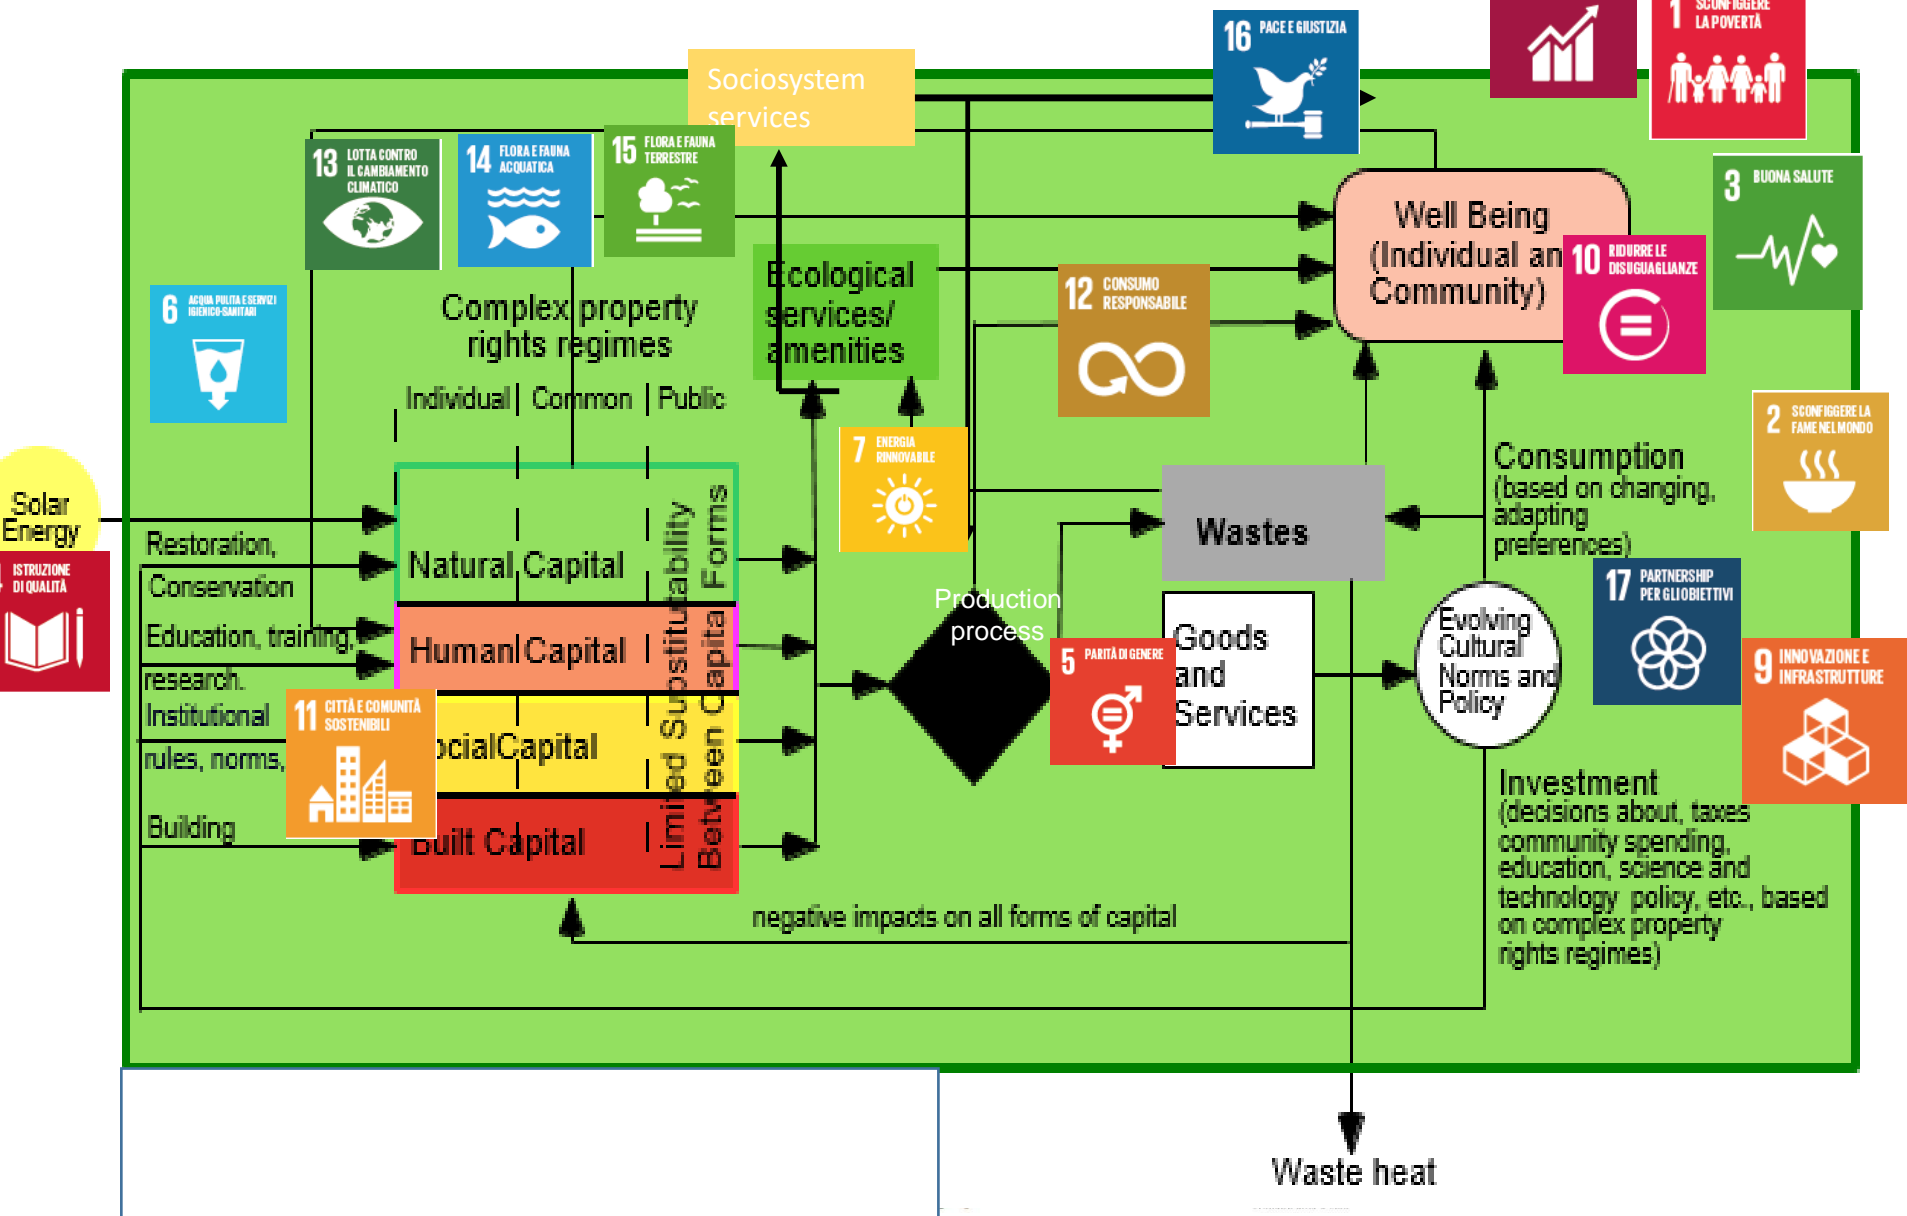 Sociosystem
services
16 PACE E GIUSTIZIA
1 SCONFIGGERE
LA POVERTÀ
13 LOTTA CONTRO
IL CAMBIAMENTO
CLIMATICO
14 FLORA E FAUNA
ACQUATICA
15 FLORA E FAUNA
TERRESTRE
3 BUONA SALUTE
Well Being
(Individual an
Community)
10 RIDURRE LE
DISUGUAGLIANZE
Ecological
services/
amenities
12 CONSUMO
RESPONSABILE
6 ACQUA PULITA E SERVIZI
IGIENICO-SANITARI
Complex property
rights regimes
Individual Common Public
7 ENERGIA
RINNOVABILE
2 SCONFIGGERE LA
FAME NEL MONDO
Solar
Energy
Consumption
(based on changing,
adapting
preferences)
Wastes
Restoration,
Conservation
Natural Capital
Limited Substitutability
Between Capital Forms
ISTRUZIONE
DI QUALITÀ
Education, training,
research.
Human Capital
Production
process
5 PARITÀ DI GENERE
Goods
and
Services
Evolving
Cultural
Norms and
Policy
17 PARTNERSHIP
PER GLI OBIETTIVI
9 INNOVAZIONE E
INFRASTRUTTURE
Institutional
rules, norms,
11 CITTÀ E COMUNITÀ
SOSTENIBILI
ocialCapital
Building
Built Capital
Investment
(decisions about, taxes
community spending,
education, science and
technology policy, etc., based
on complex property
rights regimes)
negative impacts on all forms of capital
Waste heat